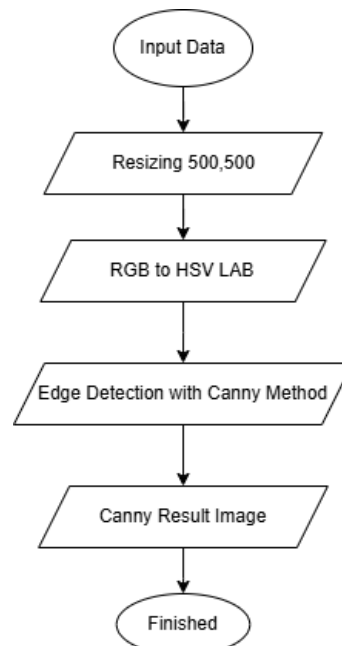 Input Data
Resizing 500,500
RGB to HSV LAB
Edge Detection with Canny Method
Canny Result Image
Finished